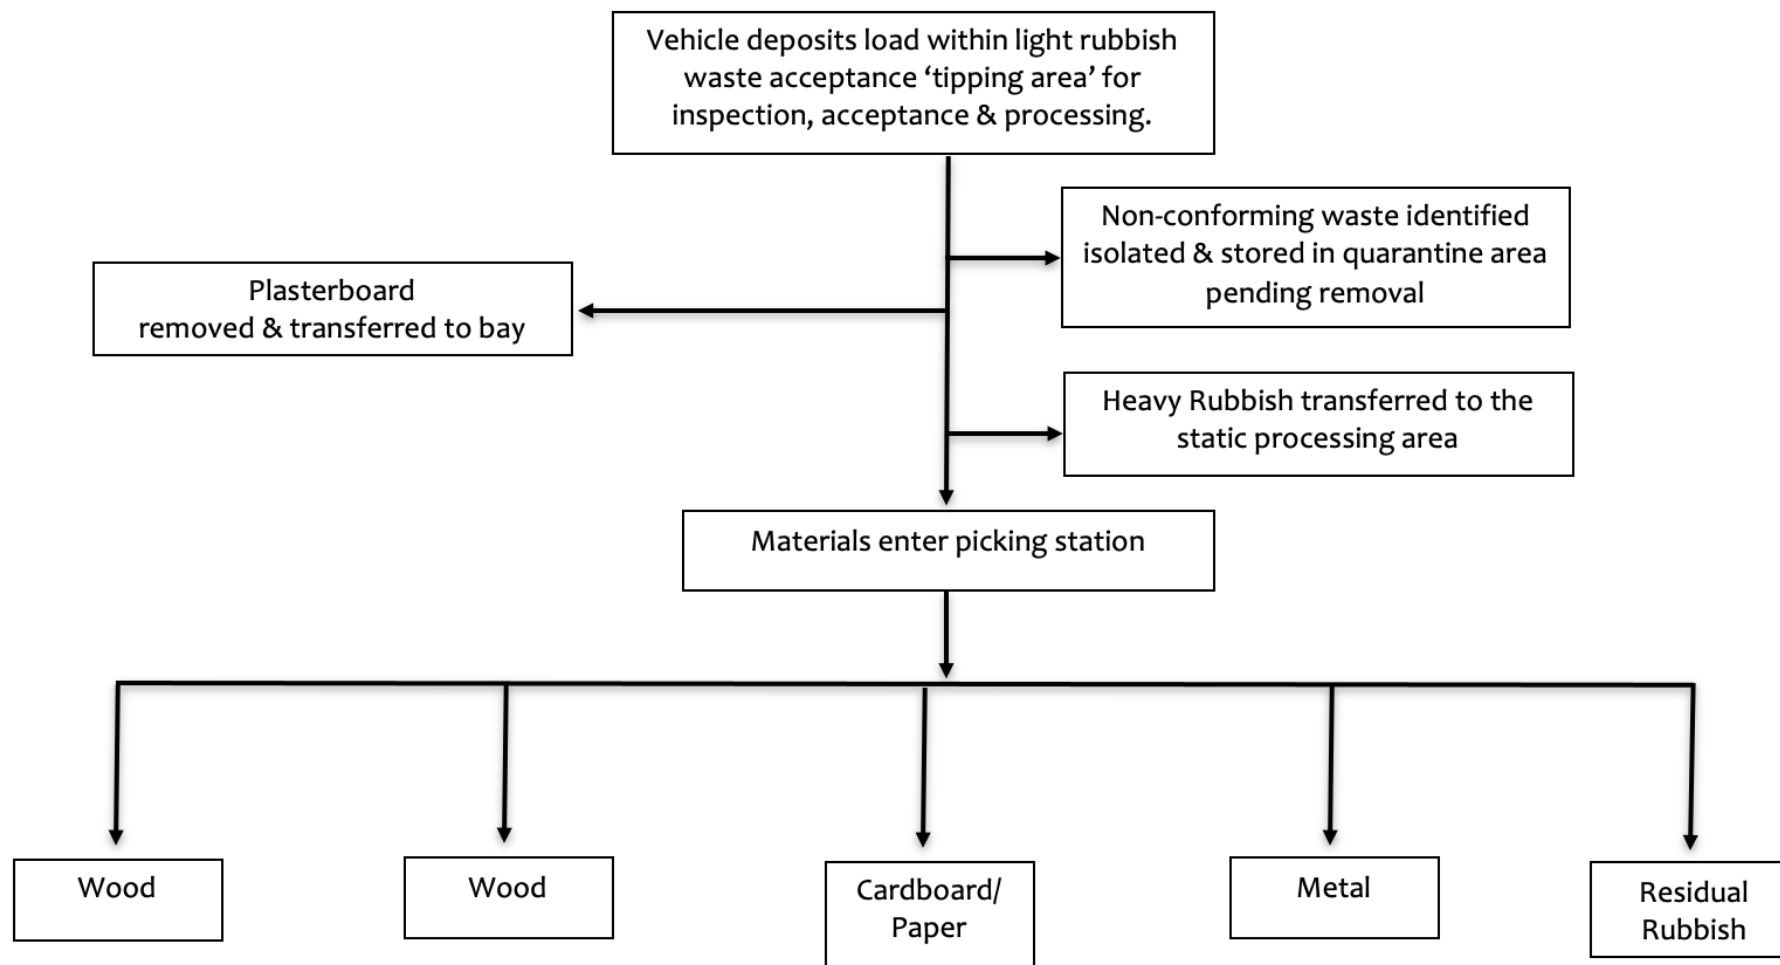 Vehicle deposits load within light rubbish
waste acceptance ‘tipping area’ for
inspection, acceptance & processing.
Non-conforming waste identified
isolated & stored in quarantine area
pending removal
Plasterboard
removed & transferred to bay
Heavy Rubbish transferred to the
static processing area
Materials enter picking station
Wood
Wood
Cardboard/
Paper
Metal
Residual
Rubbish